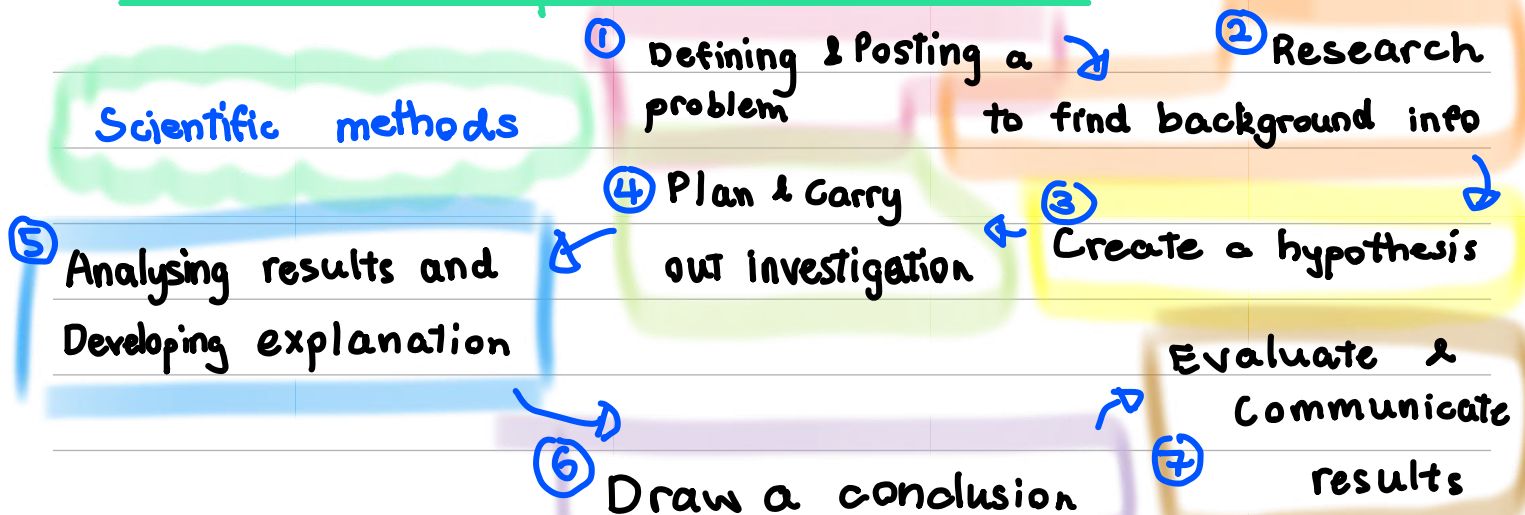 Scientific methods
① Defining & Posting a
problem
② Research
to find background info
③
Create a hypothesis
④ Plan & Carry
out investigation
⑤
Analysing results and
Developing explanation
⑥
Draw a conclusion
Evaluate &
Communicate
⑦
results